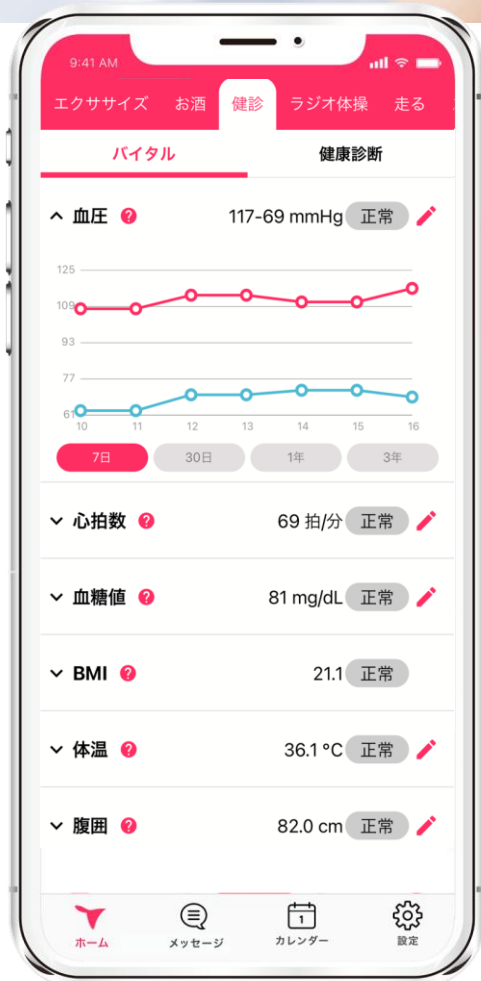 9:41 AM
エクササイズ お酒 健診 ラジオ体操 走る
バイタル 健康診断
血圧 ? 117-69 mmHg 正常
125
109
93
77
61
10 11 12 13 14 15 16
7日 30日 1年 3年
心拍数 ? 69 拍/分 正常
血糖値 ? 81 mg/dL 正常
BMI ? 21.1 正常
体温 ? 36.1 °C 正常
腹囲 ? 82.0 cm 正常
1
ホーム メッセージ カレンダー 設定